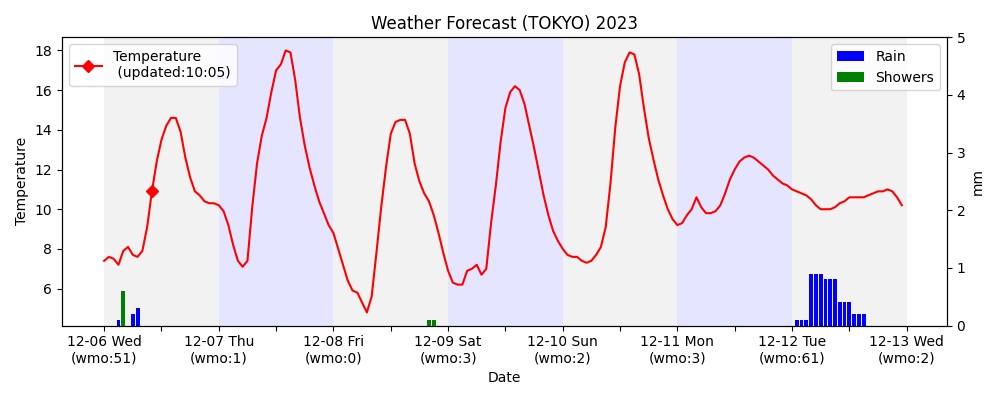 Weather Forecast (TOKYO) 2023
Temperature
(updated:10:05)
Rain
Showers
18
16
14
12
10
8
6
Temperature
5
4
3
2
1
0
mm
12-06 Wed
(wmo:51)
12-07 Thu
(wmo:1)
12-08 Fri
(wmo:0)
12-09 Sat
(wmo:3)
12-10 Sun
(wmo:2)
12-11 Mon
(wmo:3)
12-12 Tue
(wmo:61)
12-13 Wed
(wmo:2)
Date